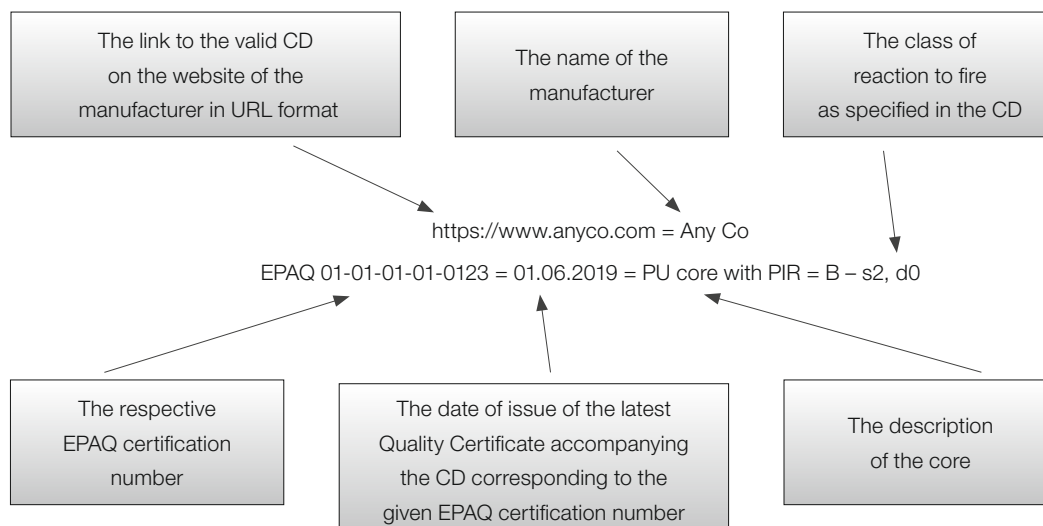 The link to the valid CD
on the website of the
manufacturer in URL format
The name of the
manufacturer
The class of
reaction to fire
as specified in the CD
https://www.anyco.com = Any Co
EPAQ 01-01-01-01-0123 = 01.06.2019 = PU core with PIR = B – s2, d0
The respective
EPAQ certification
number
The date of issue of the latest
Quality Certificate accompanying
the CD corresponding to the
given EPAQ certification number
The description
of the core